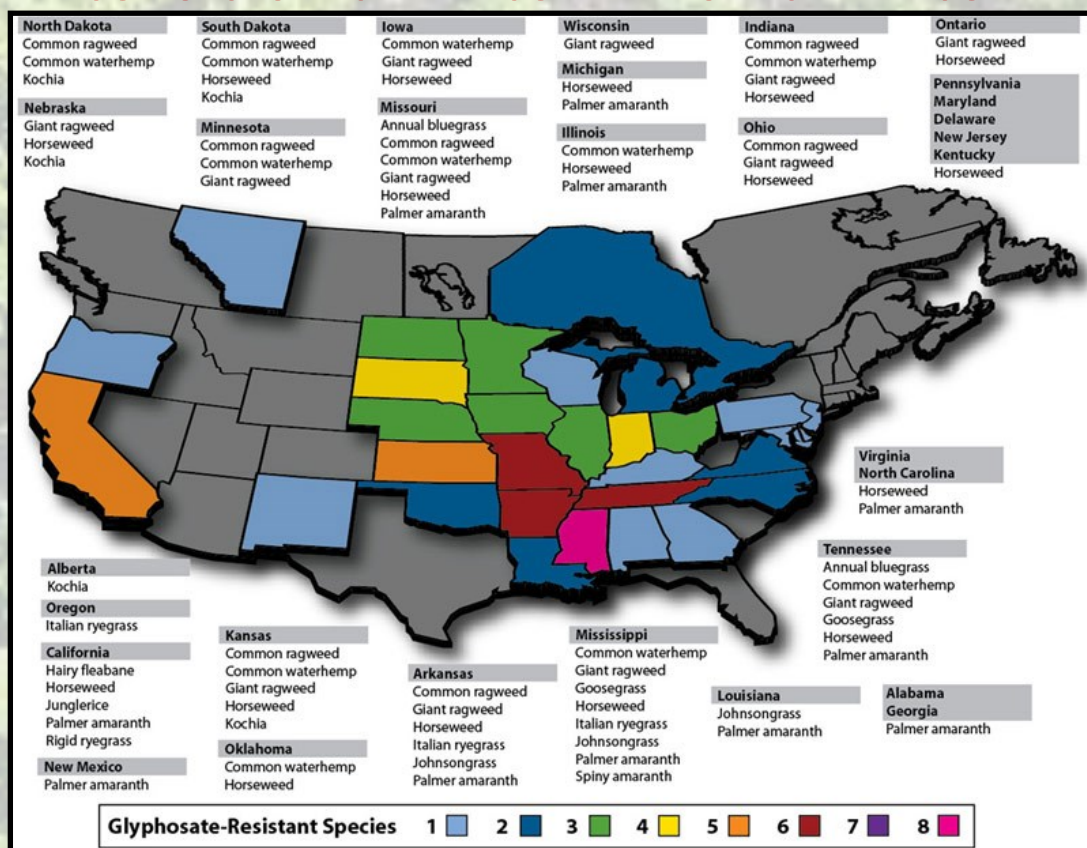 North Dakota
Common ragweed
Common waterhemp
Kochia
Nebraska
Giant ragweed
Horseweed
Kochia
South Dakota
Common ragweed
Common waterhemp
Horseweed
Kochia
Minnesota
Common ragweed
Common waterhemp
Giant ragweed
Iowa
Common waterhemp
Giant ragweed
Horseweed
Missouri
Annual bluegrass
Common ragweed
Common waterhemp
Giant ragweed
Horseweed
Palmer amaranth
Wisconsin
Giant ragweed
Michigan
Horseweed
Palmer amaranth
Illinois
Common waterhemp
Horseweed
Palmer amaranth
Indiana
Common ragweed
Common waterhemp
Giant ragweed
Horseweed
Ohio
Common ragweed
Giant ragweed
Horseweed
Ontario
Giant ragweed
Horseweed
Pennsylvania
Maryland
Delaware
New Jersey
Kentucky
Horseweed
Virginia
North Carolina
Horseweed
Palmer amaranth
Tennessee
Annual bluegrass
Common waterhemp
Giant ragweed
Goosegrass
Horseweed
Palmer amaranth
Alberta
Kochia
Oregon
Italian ryegrass
California
Hairy fleabane
Horseweed
Junglerice
Palmer amaranth
Rigid ryegrass
New Mexico
Palmer amaranth
Kansas
Common ragweed
Common waterhemp
Giant ragweed
Horseweed
Kochia
Oklahoma
Common waterhemp
Horseweed
Arkansas
Common ragweed
Giant ragweed
Horseweed
Italian ryegrass
Johnsongrass
Palmer amaranth
Mississippi
Common waterhemp
Giant ragweed
Goosegrass
Horseweed
Italian ryegrass
Johnsongrass
Palmer amaranth
Spiny amaranth
Louisiana
Johnsongrass
Palmer amaranth
Alabama
Georgia
Palmer amaranth
Glyphosate-Resistant Species 1 2 3 4 5 6 7 8